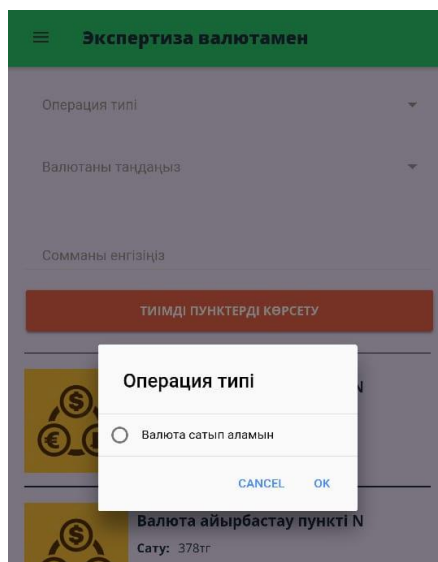 Экспертиза валютамен
Операция типі
Валютаны таңдаңыз
Сомманы енгізіңіз
ТИІМДІ ПУНКТЕРДІ КӨРСЕТУ
Операция типі
N
Валюта сатып аламын
CANCEL OK
Валюта айырбастау пункті N
Сату: 378тг